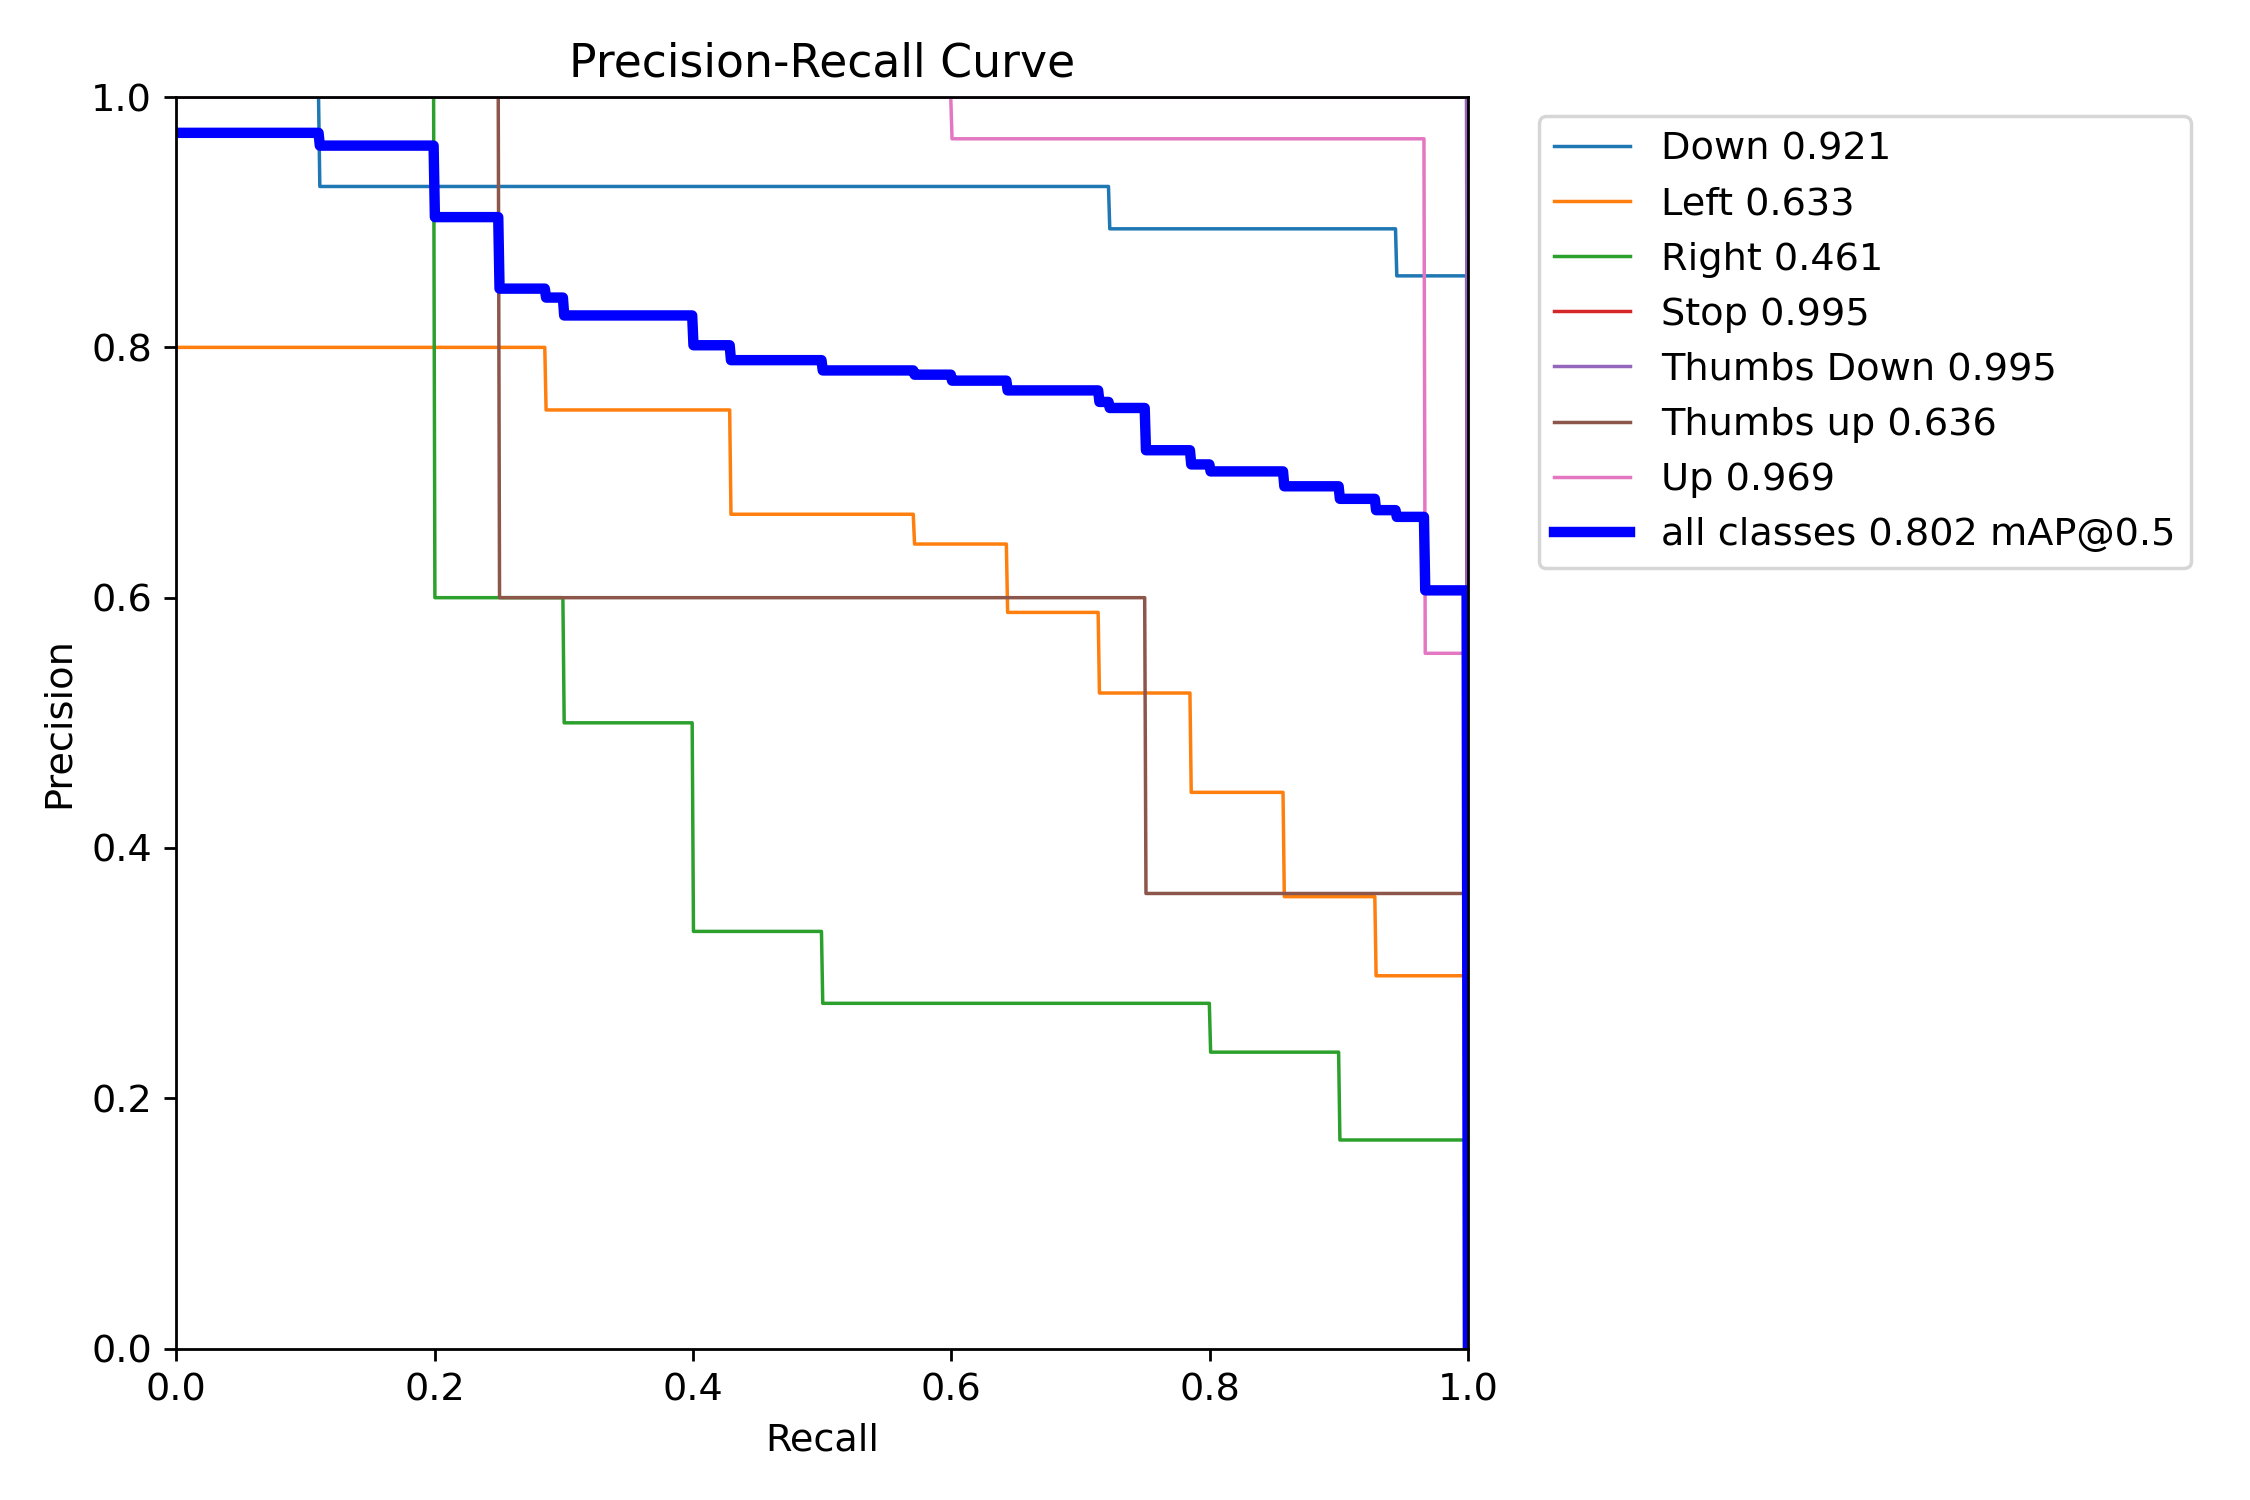 Precision-Recall Curve
1.0
0.8
0.6
0.4
0.2
0.0
Precision
0.0 0.2 0.4 0.6 0.8 1.0
Recall
Down 0.921
Left 0.633
Right 0.461
Stop 0.995
Thumbs Down 0.995
Thumbs up 0.636
Up 0.969
all classes 0.802 mAP@0.5